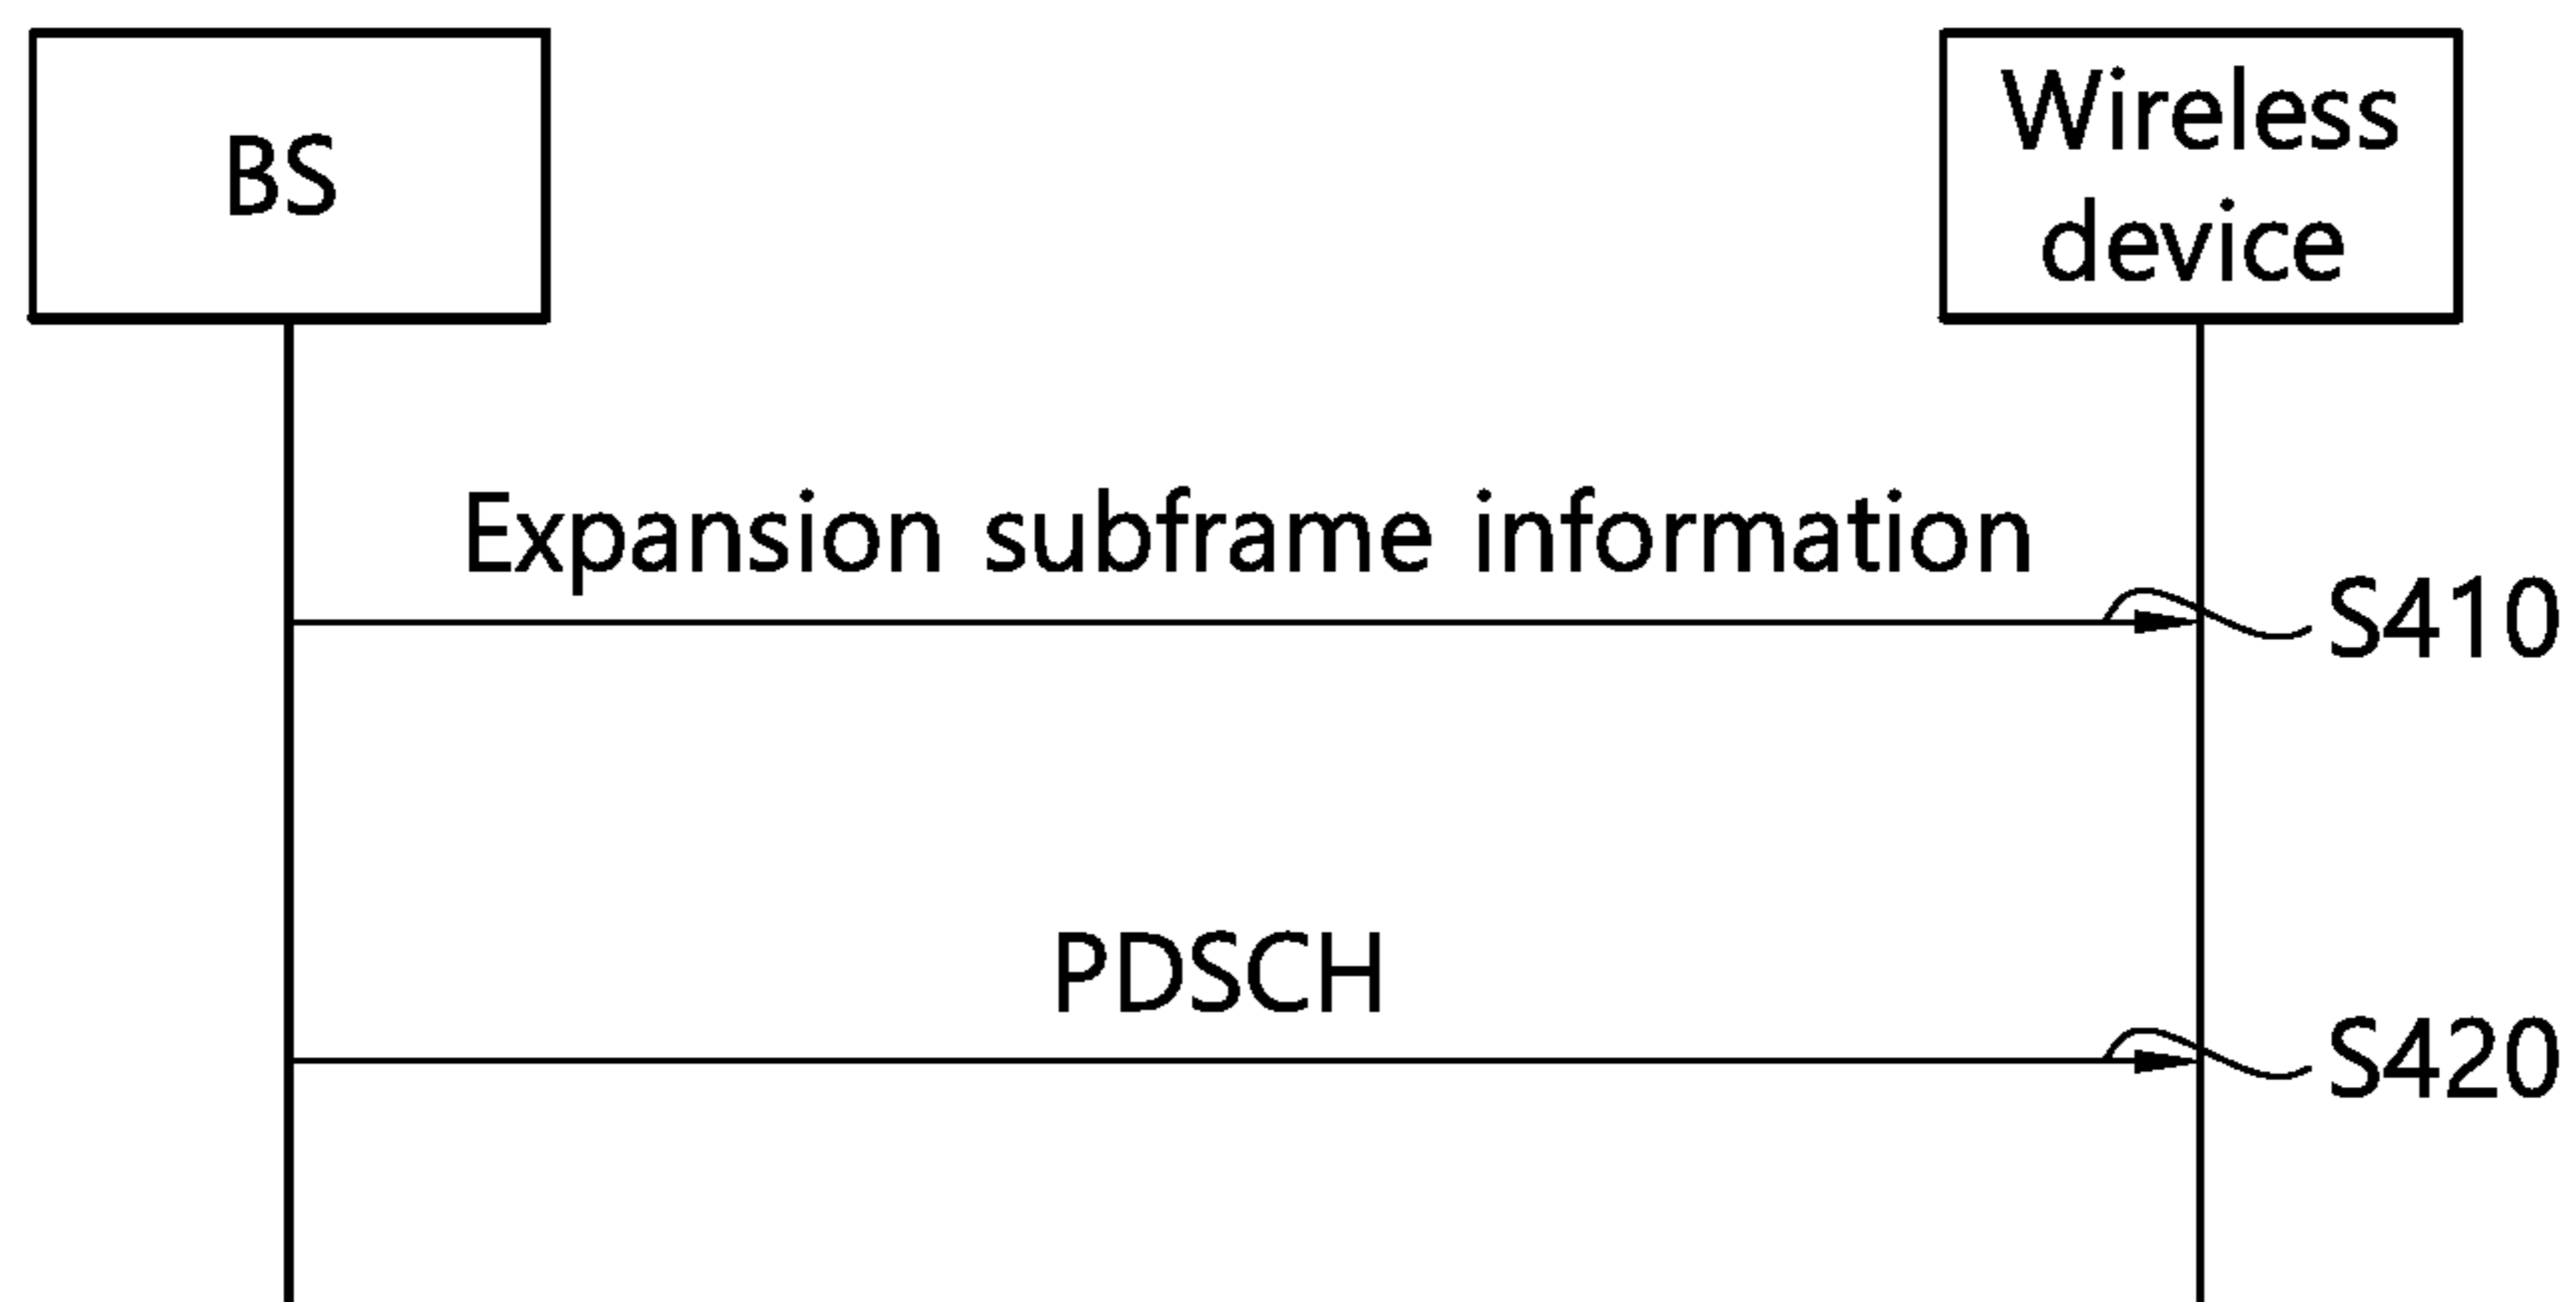 BS
Wireless
device
Expansion subframe information
S410
PDSCH
S420